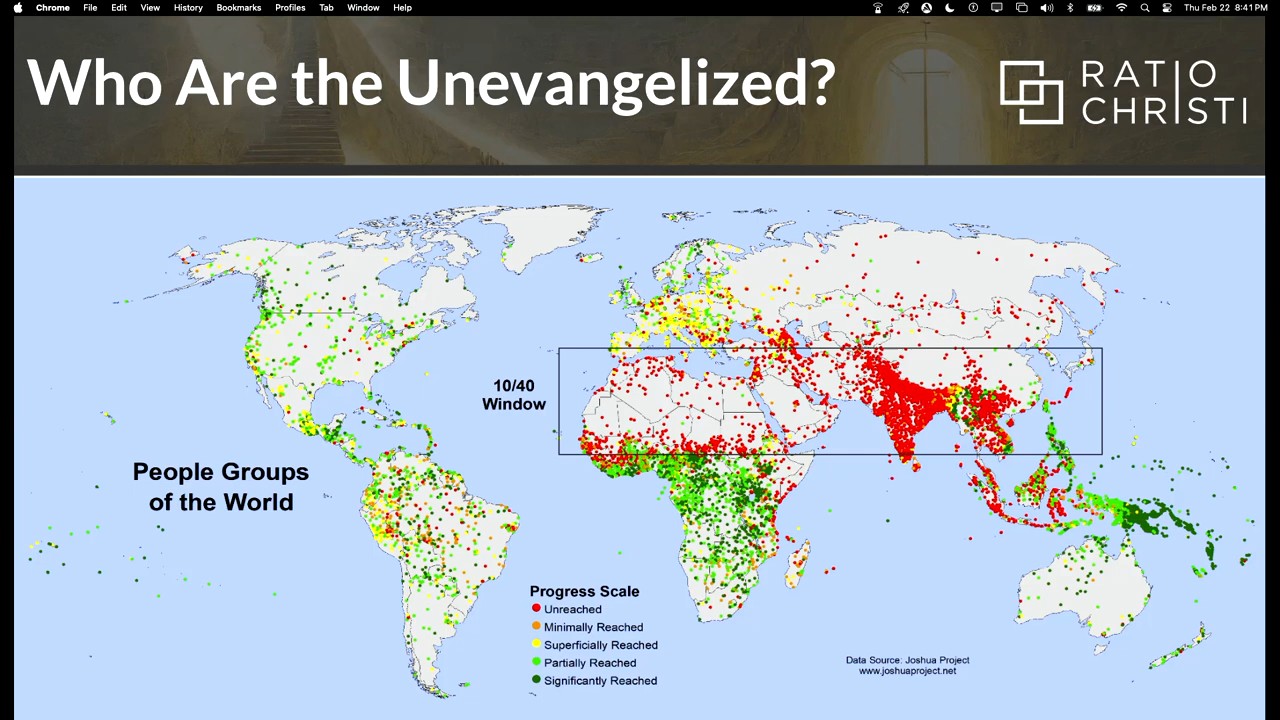 Chrome File Edit View History Bookmarks Profiles Tab Window Help Thu Feb 22 8:41 PM
Who Are the Unevangelized?
RATIO
CHRISTI
10/40
Window
People Groups
of the World
Progress Scale
Unreached
Minimally Reached
Superficially Reached
Partially Reached
Significantly Reached
Data Source: Joshua Project
www.joshuaproject.net